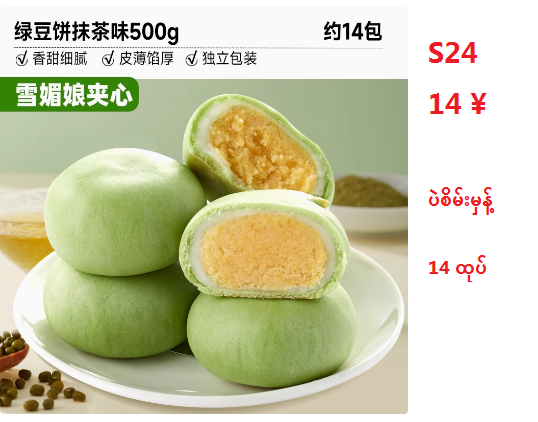 绿豆饼抹茶味500g 约14包
香甜细腻 皮薄馅厚 独立包装
雪媚娘夹心
S24
14 ¥
ပဲစိမ်းမှန့်
14 ထုပ်